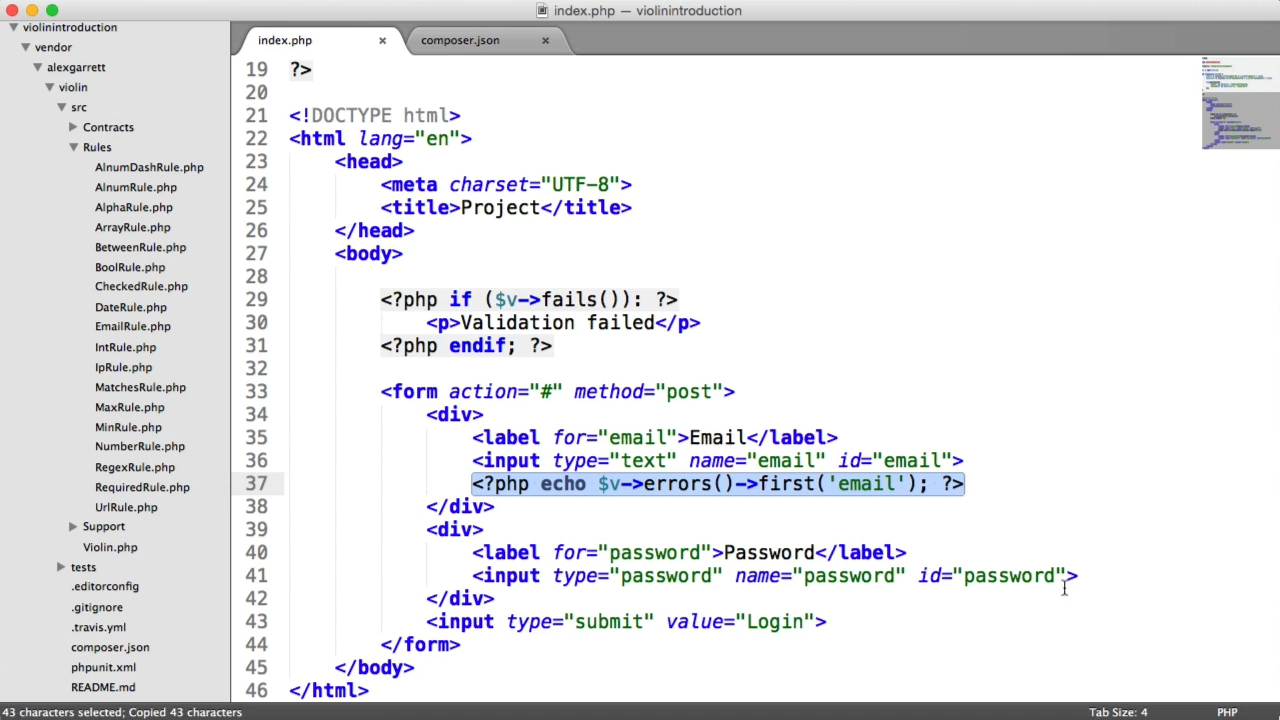 index.php — violinintroduction
violinintroduction
vendor
alexgarrett
violin
src
Contracts
Rules
AlnumDashRule.php
AlnumRule.php
AlphaRule.php
ArrayRule.php
BetweenRule.php
BoolRule.php
CheckedRule.php
DateRule.php
EmailRule.php
IntRule.php
IpRule.php
MatchesRule.php
MaxRule.php
MinRule.php
NumberRule.php
RegexRule.php
RequiredRule.php
UrlRule.php
Support
Violin.php
tests
.editorconfig
.gitignore
.travis.yml
composer.json
phpunit.xml
README.md
index.php × composer.json ×
19 ?>
20
21 <!DOCTYPE html>
22 <html lang="en">
23     <head>
24         <meta charset="UTF-8">
25         <title>Project</title>
26     </head>
27     <body>
28
29         <?php if ($v->fails()): ?>
30             <p>Validation failed</p>
31         <?php endif; ?>
32
33         <form action="#" method="post">
34             <div>
35                 <label for="email">Email</label>
36                 <input type="text" name="email" id="email">
37                 <?php echo $v->errors()->first('email'); ?>
38             </div>
39             <div>
40                 <label for="password">Password</label>
41                 <input type="password" name="password" id="password">
42             </div>
43             <input type="submit" value="Login">
44         </form>
45     </body>
46 </html>
43 characters selected; Copied 43 characters
Tab Size: 4 PHP